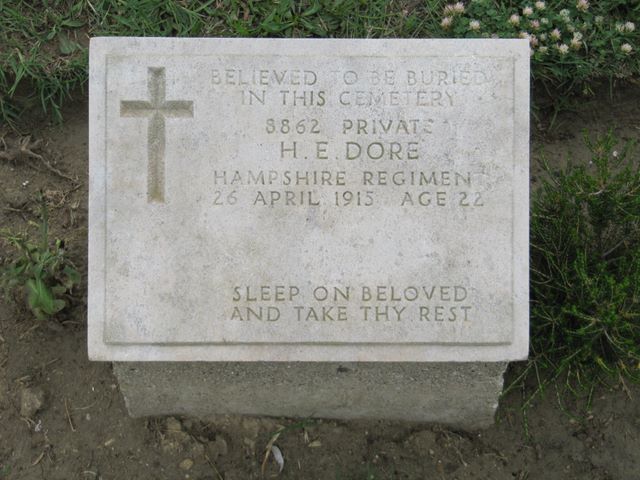 BELIEVED TO BE BURIED
IN THIS CEMETERY
8862 PRIVATE
H. E. DORE
HAMPSHIRE REGIMENT
26 APRIL 1915 AGE 22
SLEEP ON BELOVED
AND TAKE THY REST